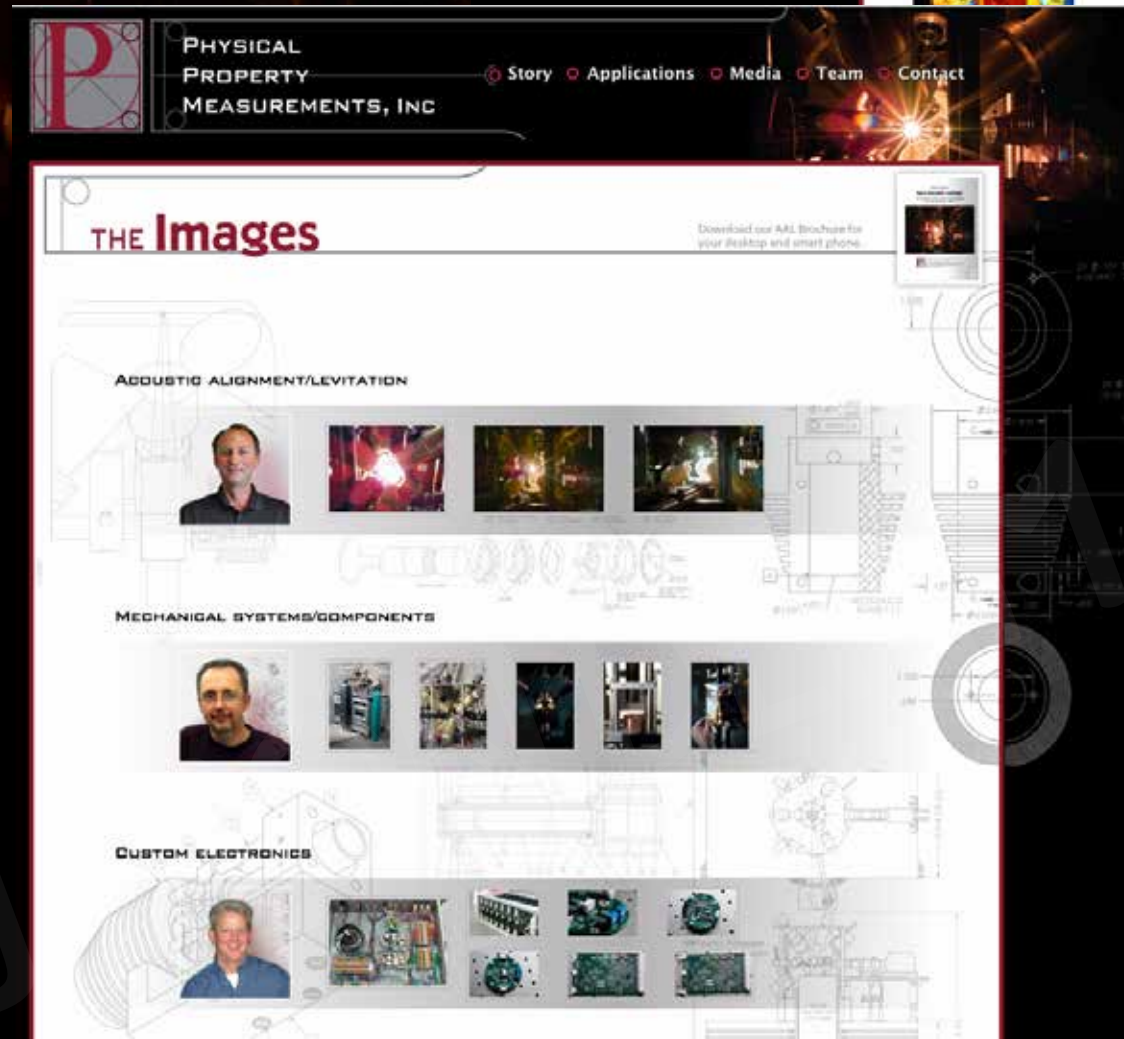 P
PHYSICAL
PROPERTY
MEASUREMENTS, INC
Story Applications Media Team Contact
THE Images
Download our AAL Brochure for
your desktop and smart phone.
ACOUSTIC ALIGNMENT/LEVITATION
MECHANICAL SYSTEMS/COMPONENTS
CUSTOM ELECTRONICS